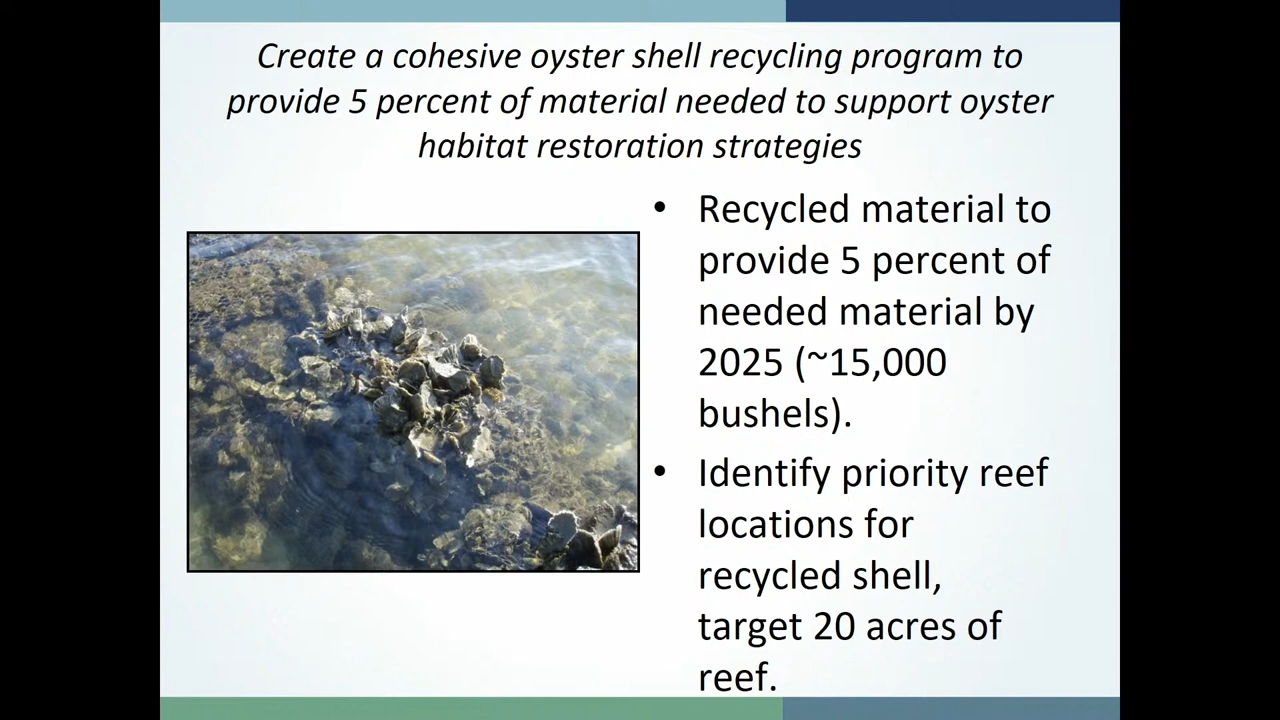 Create a cohesive oyster shell recycling program to
provide 5 percent of material needed to support oyster
habitat restoration strategies
• Recycled material to
provide 5 percent of
needed material by
2025 (~15,000
bushels).
• Identify priority reef
locations for
recycled shell,
target 20 acres of
reef.